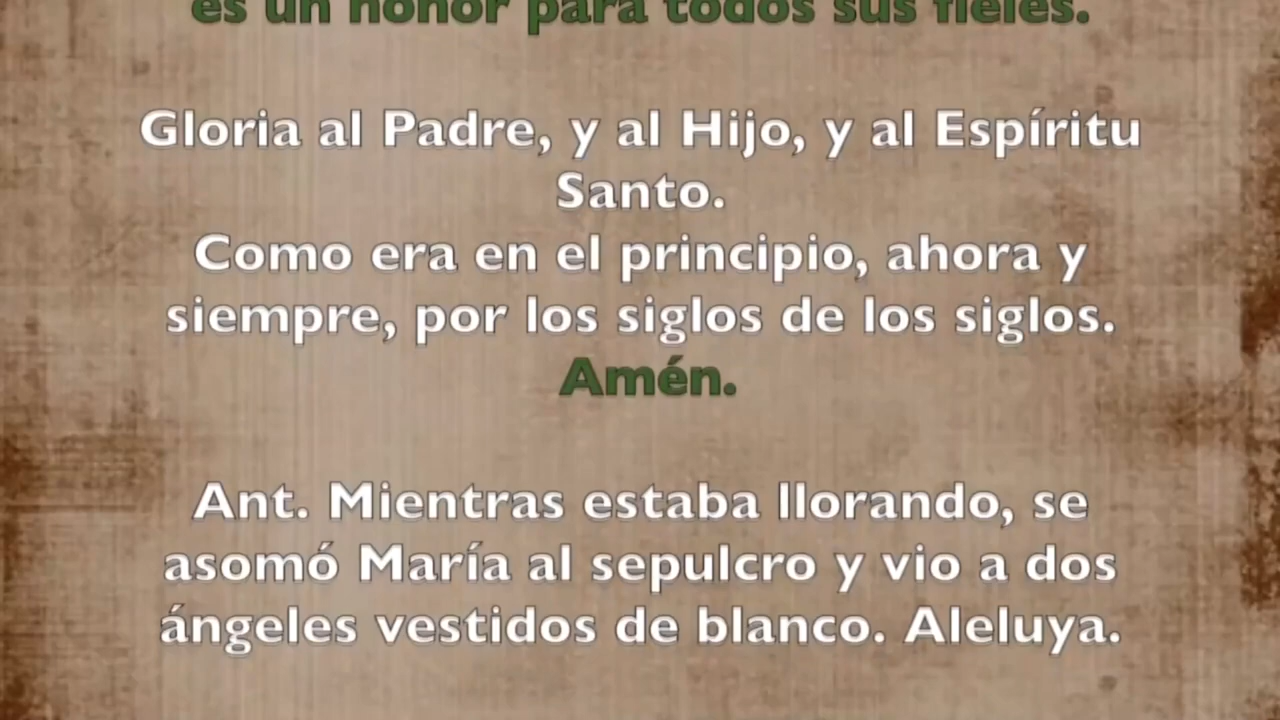 es un honor para todos sus fieles.
Gloria al Padre, y al Hijo, y al Espíritu
Santo.
Como era en el principio, ahora y
siempre, por los siglos de los siglos.
Amén.
Ant. Mientras estaba llorando, se
asomó María al sepulcro y vio a dos
ángeles vestidos de blanco. Aleluya.